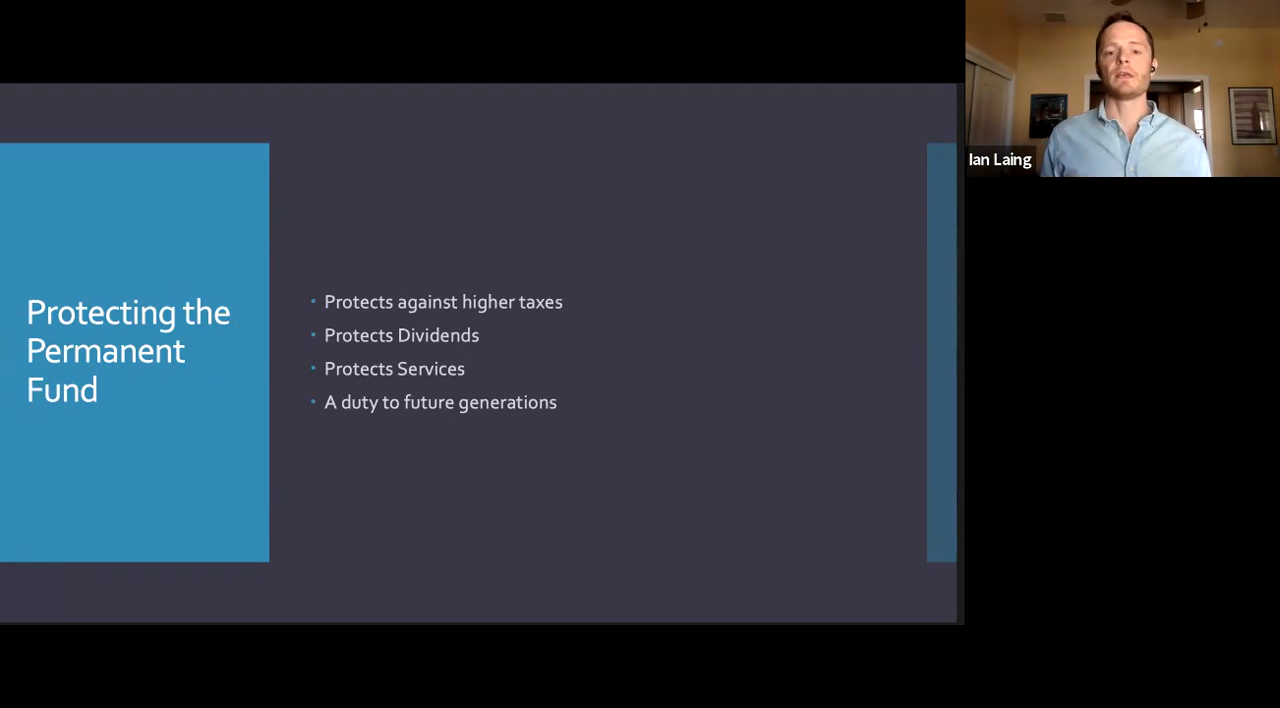 Protecting the
Permanent
Fund
Protects against higher taxes
Protects Dividends
Protects Services
A duty to future generations
Ian Laing